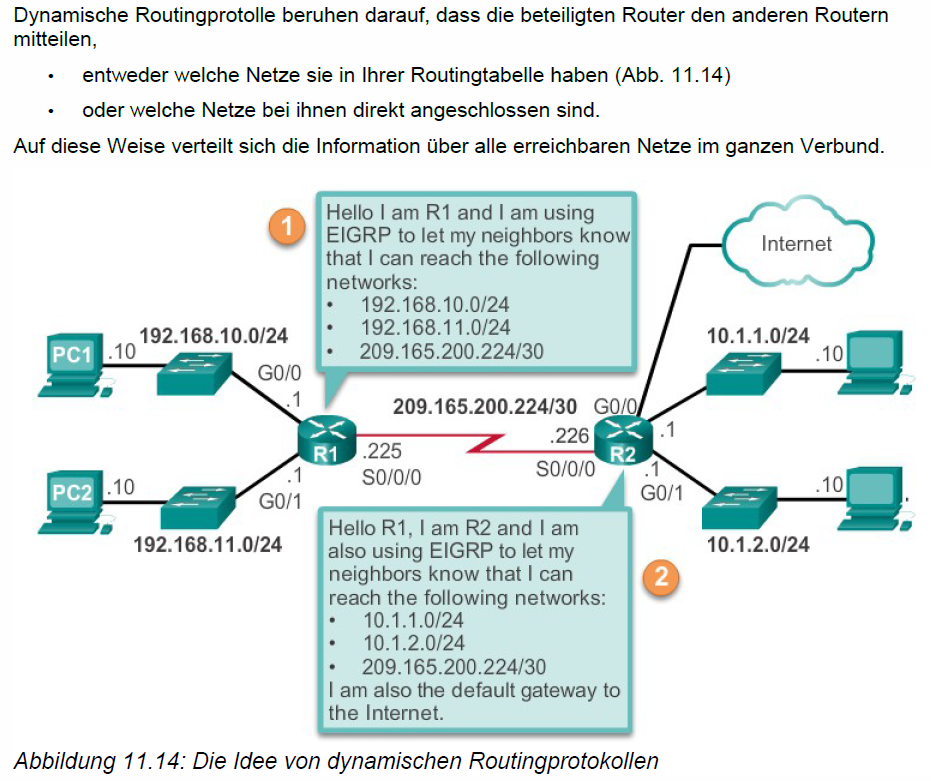 Dynamische Routingprotolle beruhen darauf, dass die beteiligten Router den anderen Routern
mitteilen,
• entweder welche Netze sie in Ihrer Routingtabelle haben (Abb. 11.14)
• oder welche Netze bei ihnen direkt angeschlossen sind.
Auf diese Weise verteilt sich die Information über alle erreichbaren Netze im ganzen Verbund.
1
Hello I am R1 and I am using
EIGRP to let my neighbors know
that I can reach the following
networks:
• 192.168.10.0/24
• 192.168.11.0/24
• 209.165.200.224/30
Internet
192.168.10.0/24
PC1
.10
G0/0
.1
10.1.1.0/24
.10
209.165.200.224/30
G0/0
.1
R1
.225
S0/0/0
.226
S0/0/0
R2
.1
G0/1
PC2
.10
.1
G0/1
192.168.11.0/24
.10
10.1.2.0/24
Hello R1, I am R2 and I am
also using EIGRP to let my
neighbors know that I can
reach the following networks:
• 10.1.1.0/24
• 10.1.2.0/24
• 209.165.200.224/30
I am also the default gateway to
the Internet.
2
Abbildung 11.14: Die Idee von dynamischen Routingprotokollen